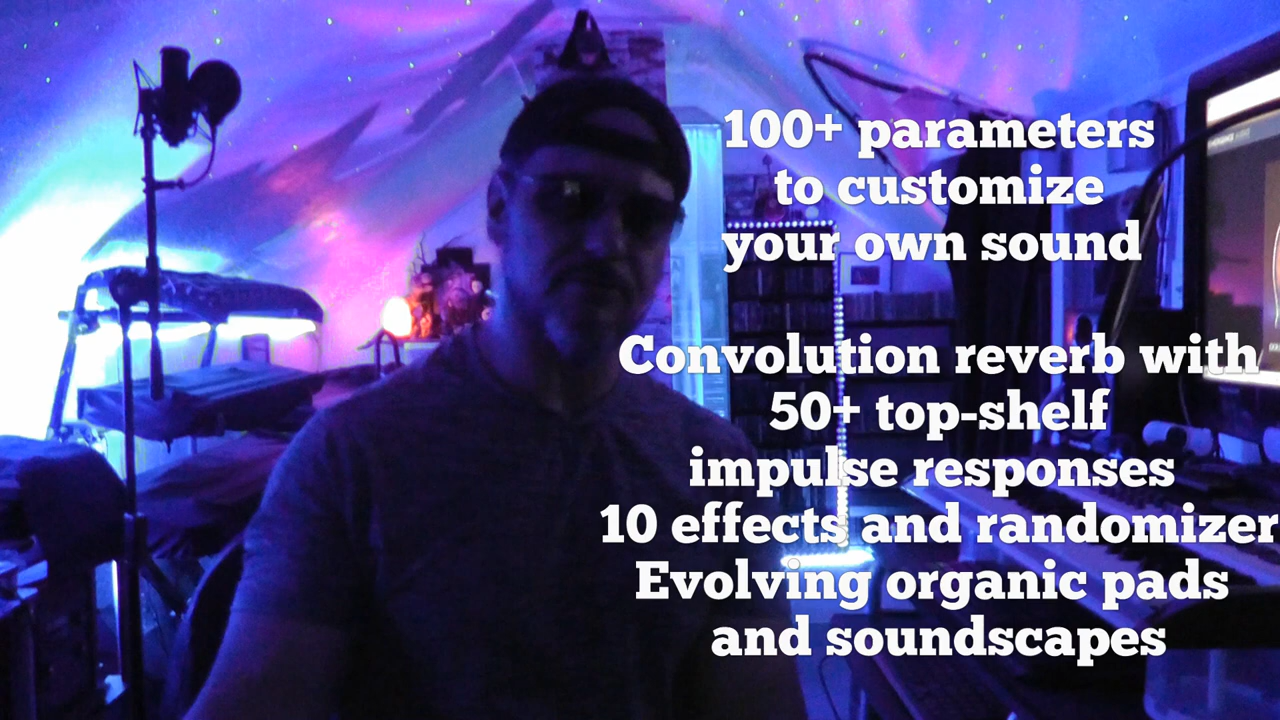 100+ parameters
to customize
your own sound
Convolution reverb with
50+ top-shelf
impulse responses
10 effects and randomizer
Evolving organic pads
and soundscapes